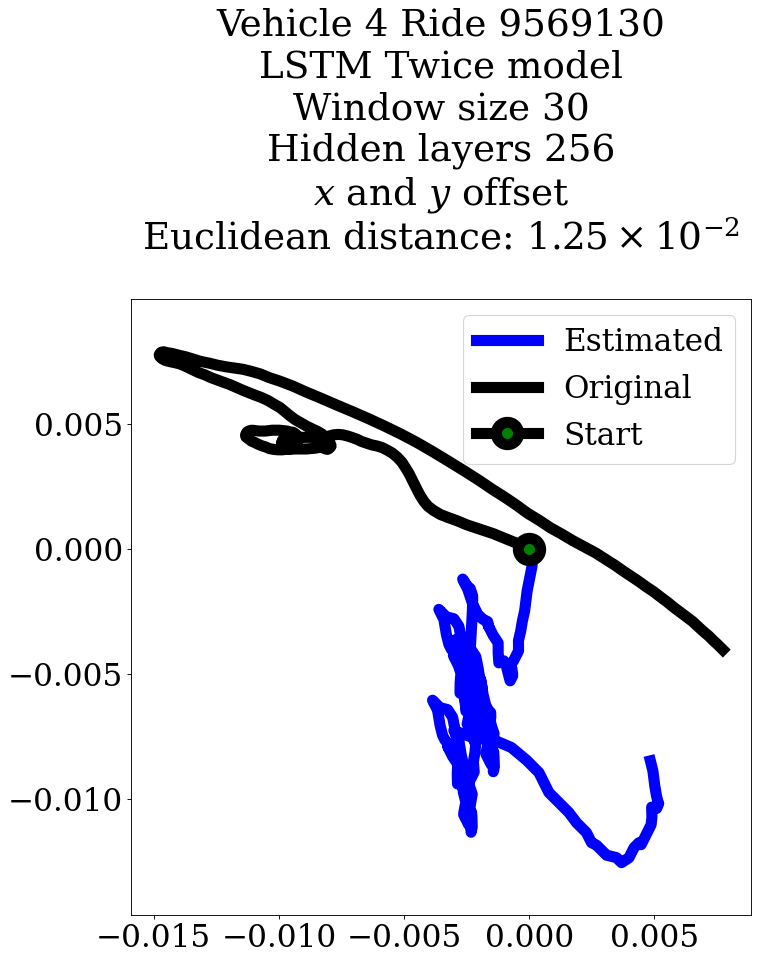 Vehicle 4 Ride 9569130
LSTM Twice model
Window size 30
Hidden layers 256
x and y offset
Euclidean distance: 1.25 × 10⁻²
Estimated
Original
Start
0.005
0.000
−0.005
−0.010
−0.015 −0.010 −0.005 0.000 0.005